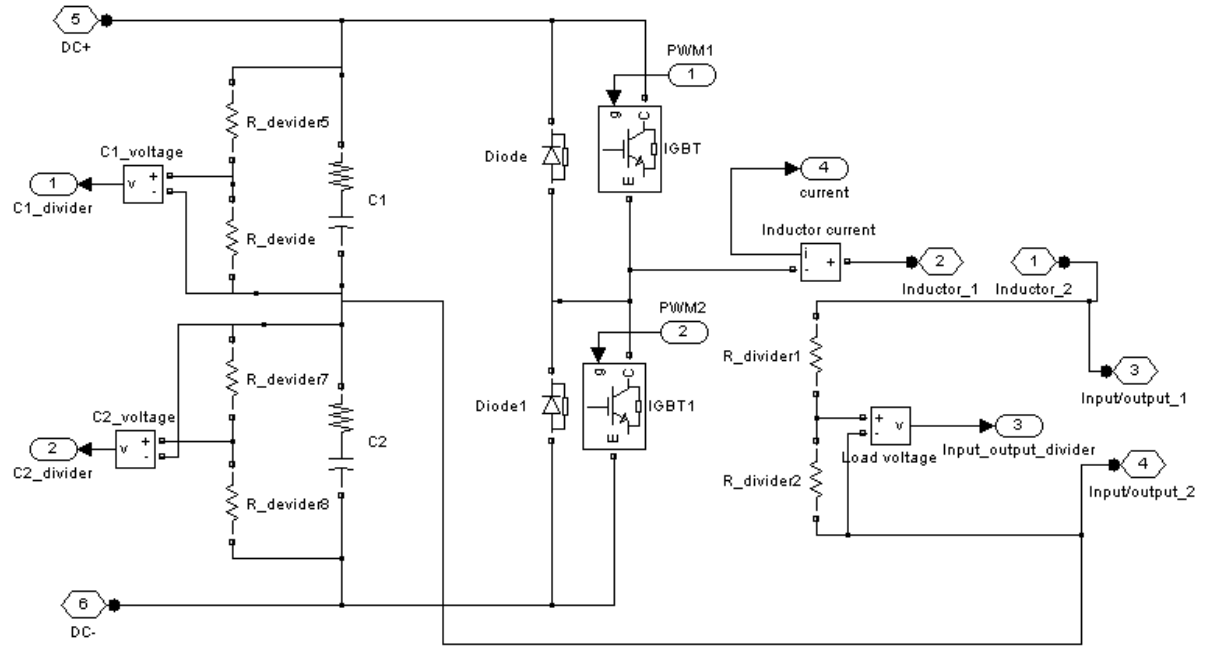 5
DC+
PWM1
1
R_devider5
C1_voltage
Diode
g
C
IGBT
E
4
current
1
v
+
-
C1_divider
C1
R_devide
Inductor current
i
+
-
2
Inductor_1
1
Inductor_2
PWM2
2
R_divider1
R_devider7
g
C
3
Input/output_1
C2_voltage
Diode1
IGBT1
E
2
v
+
-
C2_divider
C2
+
-
v
3
Input_output_divider
Load voltage
4
Input/output_2
R_divider2
R_devider8
6
DC-